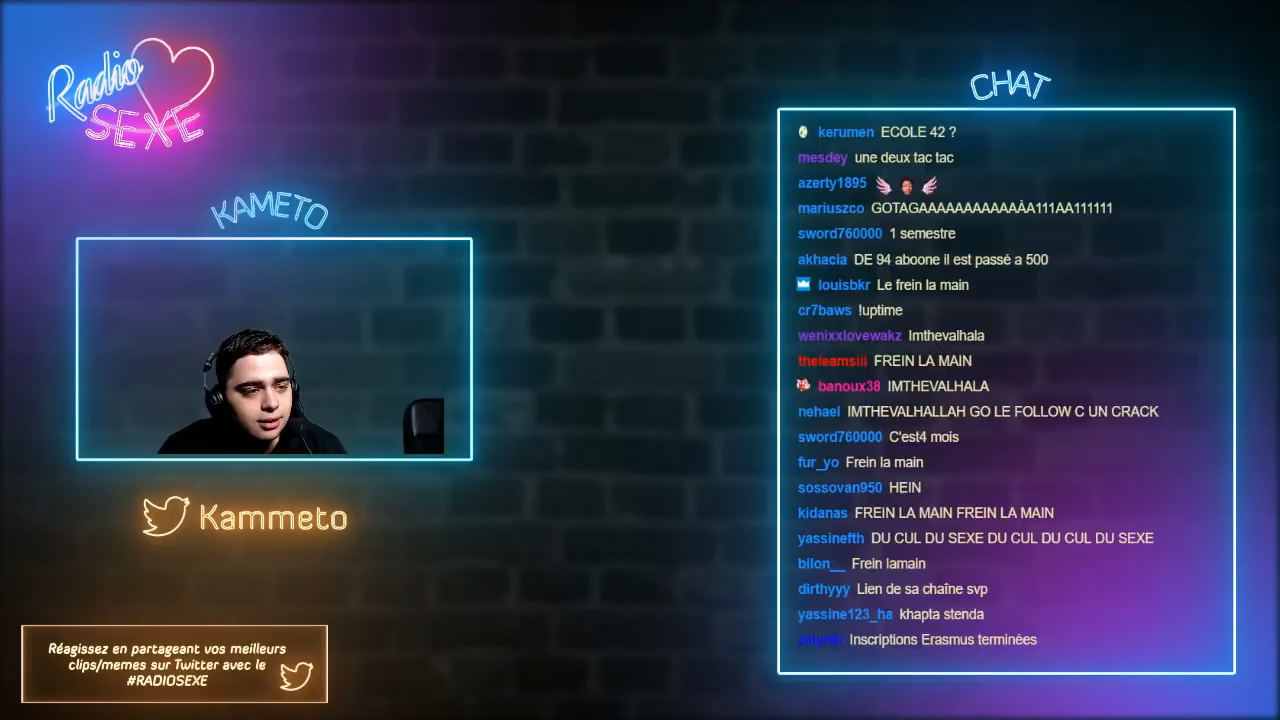 Radio
SEXE
KAMETO
Kammeto
Réagissez en partageant vos meilleurs
clips/memes sur Twitter avec le
#RADIOSEXE
CHAT
kerumen ECOLE 42 ?
mesdey une deux tac tac
azerty1895
mariuszco GOTAGAAAAAAAAAAAÀA111AA111111
sword760000 1 semestre
akhacia DE 94 aboone il est passé a 500
louisbkr Le frein la main
cr7baws !uptime
wenixxlovewakz Imthevalhala
theleamsiii FREIN LA MAIN
banoux38 IMTHEVALHALA
nehael IMTHEVALHALLAH GO LE FOLLOW C UN CRACK
sword760000 C'est4 mois
fur_yo Frein la main
sossovan950 HEIN
kidanas FREIN LA MAIN FREIN LA MAIN
yassinefth DU CUL DU SEXE DU CUL DU CUL DU SEXE
bilon__ Frein lamain
dirthyyy Lien de sa chaîne svp
yassine123_ha khapta stenda
Inscriptions Erasmus terminées